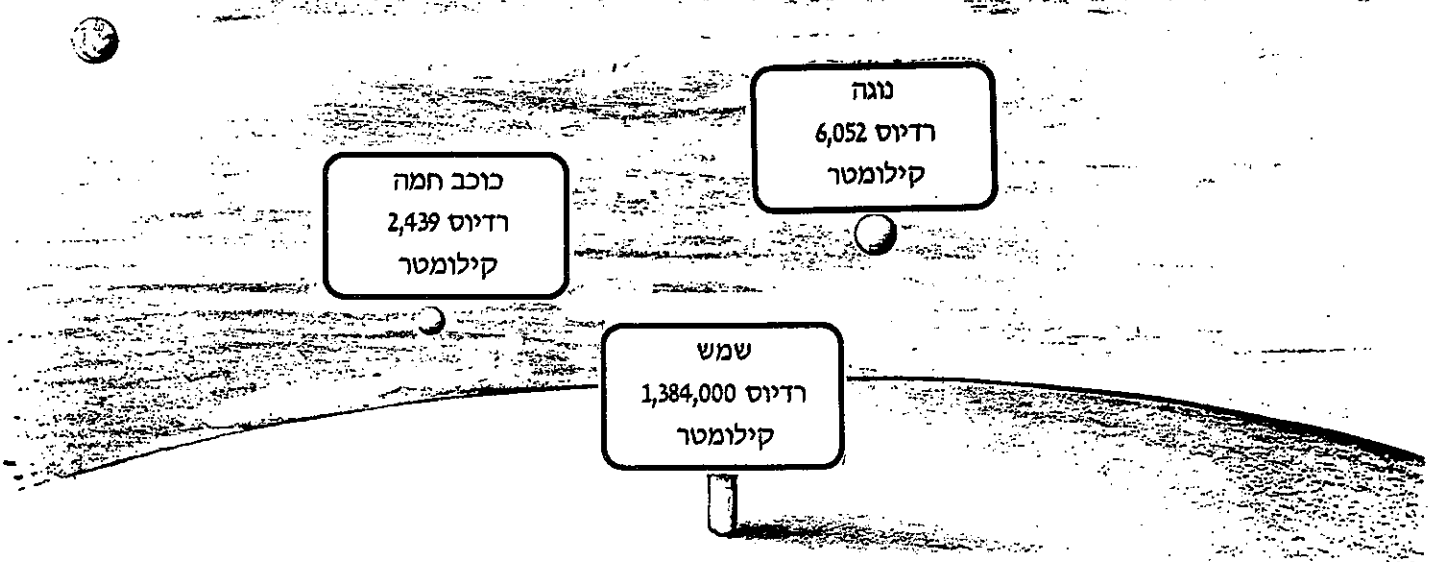 נוגה
רדיוס 6,052
קילומטר
כוכב חמה
רדיוס 2,439
קילומטר
שמש
רדיוס 1,384,000
קילומטר